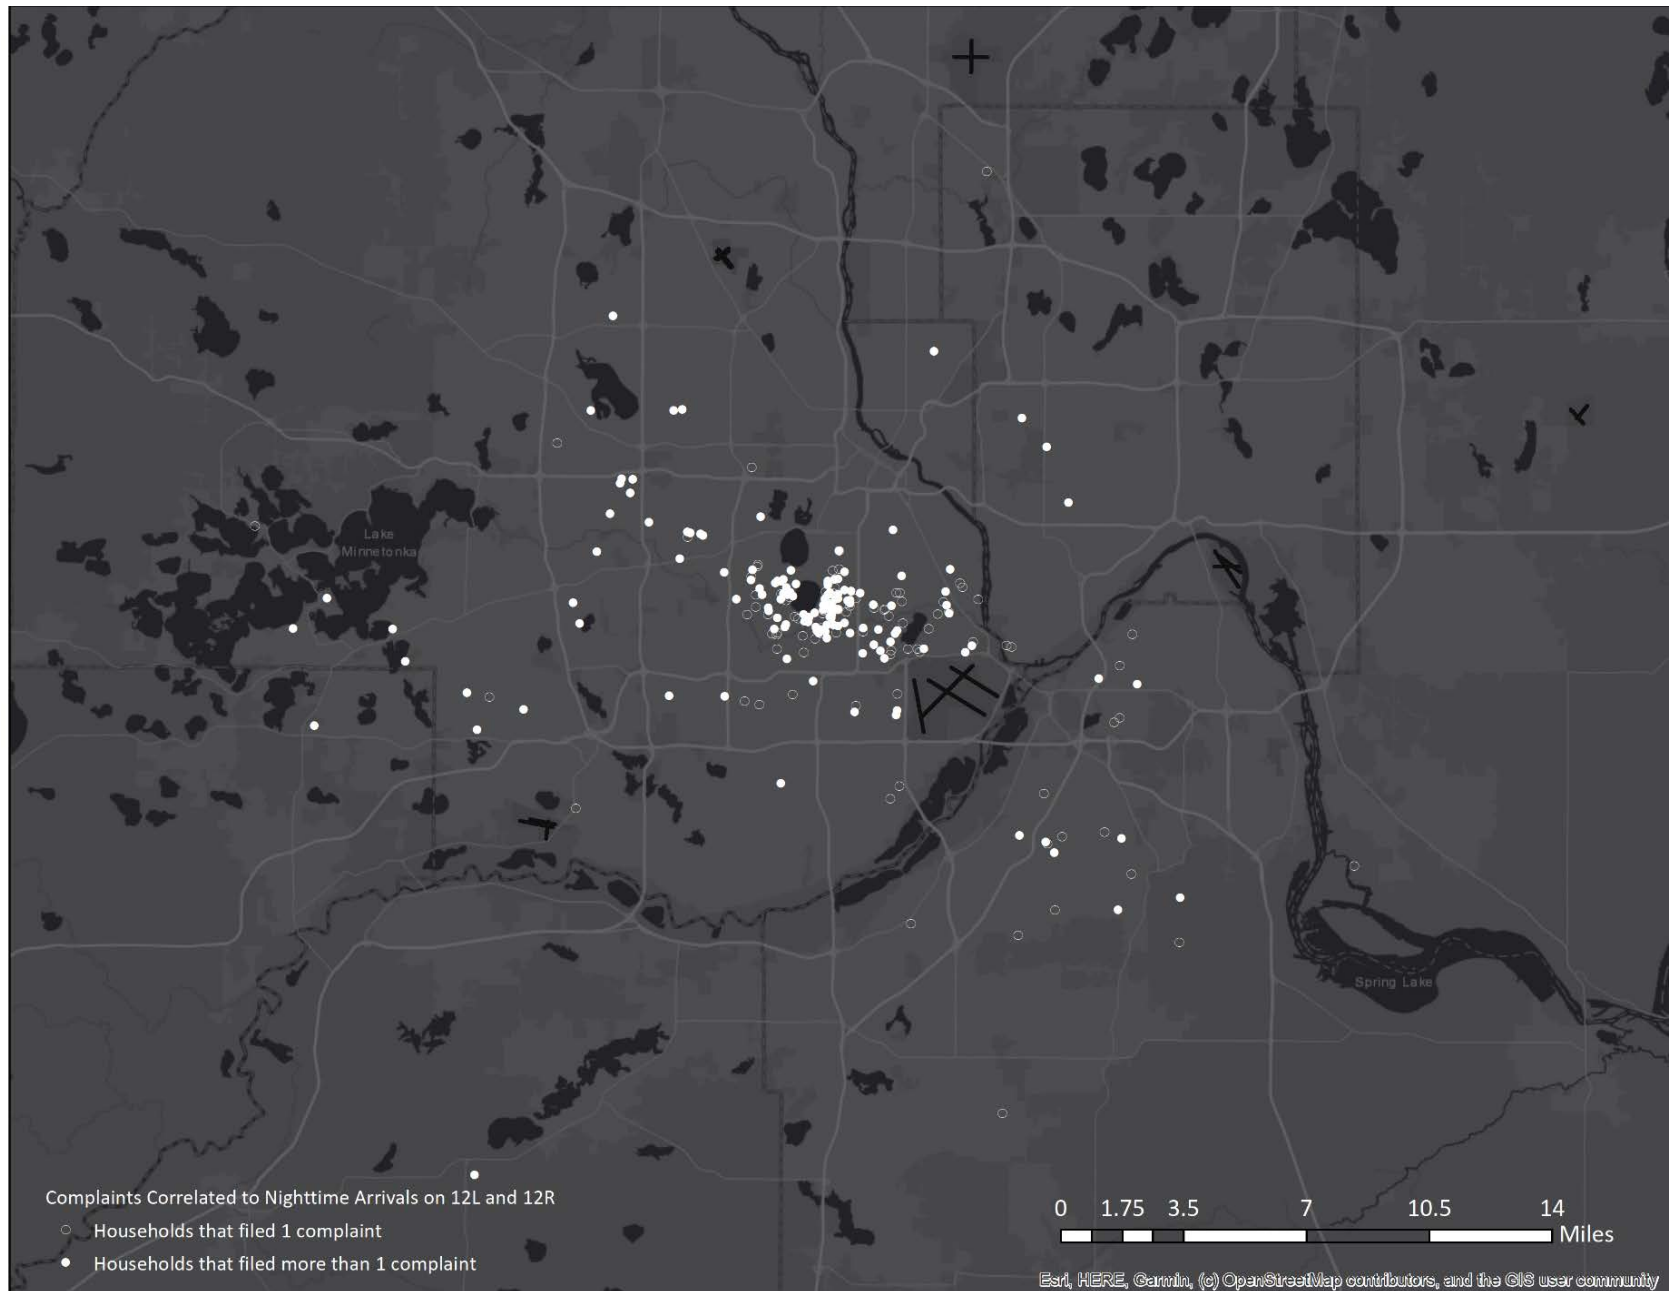 Lake
Minnetonka
Spring Lake
Complaints Correlated to Nighttime Arrivals on 12L and 12R
Households that filed 1 complaint
Households that filed more than 1 complaint
0 1.75 3.5 7 10.5 14
Miles
Esri, HERE, Garmin, (c) OpenStreetMap contributors, and the GIS user community